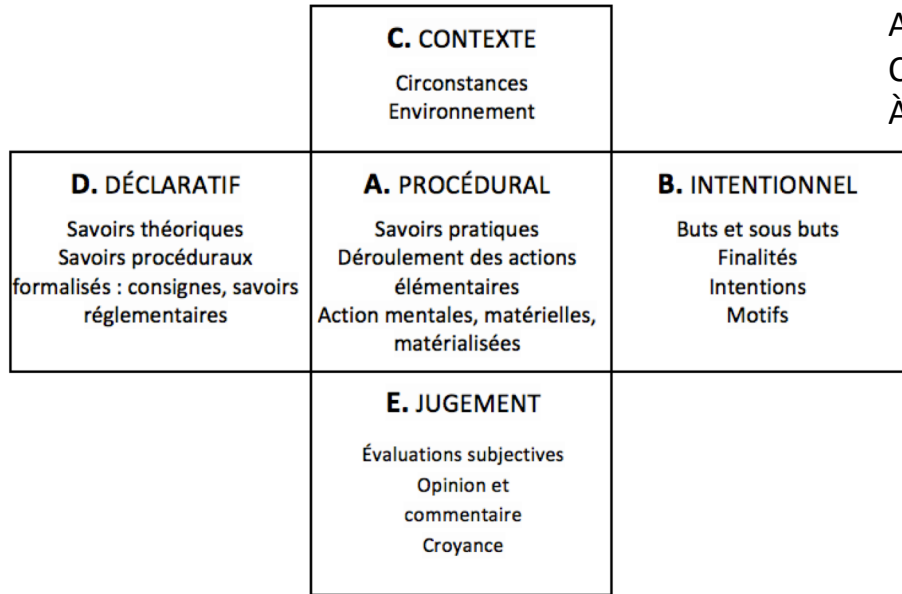 C. CONTEXTE
Circonstances
Environnement
A
C
À
D. DÉCLARATIF
Savoirs théoriques
Savoirs procéduraux
formalisés : consignes, savoirs
réglementaires
A. PROCÉDURAL
Savoirs pratiques
Déroulement des actions
élémentaires
Action mentales, matérielles,
matérialisées
B. INTENTIONNEL
Buts et sous buts
Finalités
Intentions
Motifs
E. JUGEMENT
Évaluations subjectives
Opinion et
commentaire
Croyance